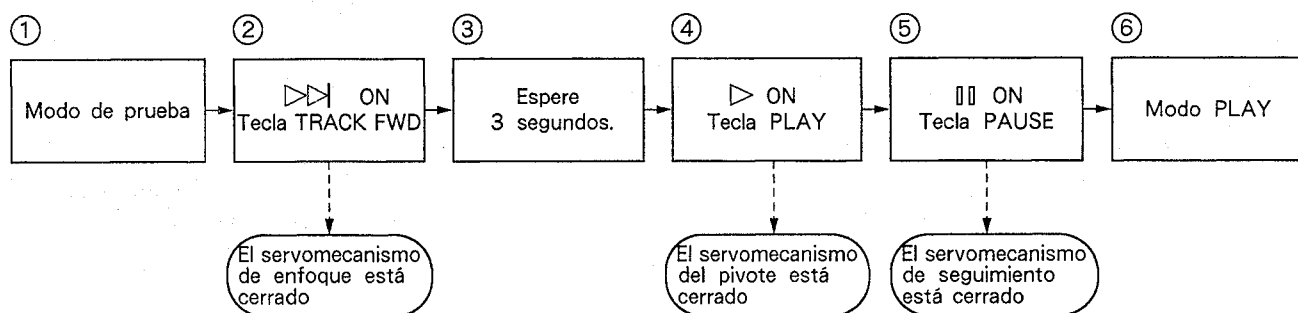 ①
Modo de prueba
②
▷▷| ON
Tecla TRACK FWD
El servomecanismo
de enfoque está
cerrado
③
Espere
3 segundos.
④
▷ ON
Tecla PLAY
El servomecanismo
del pivote está
cerrado
⑤
▯▯ ON
Tecla PAUSE
El servomecanismo
de seguimiento
está cerrado
⑥
Modo PLAY